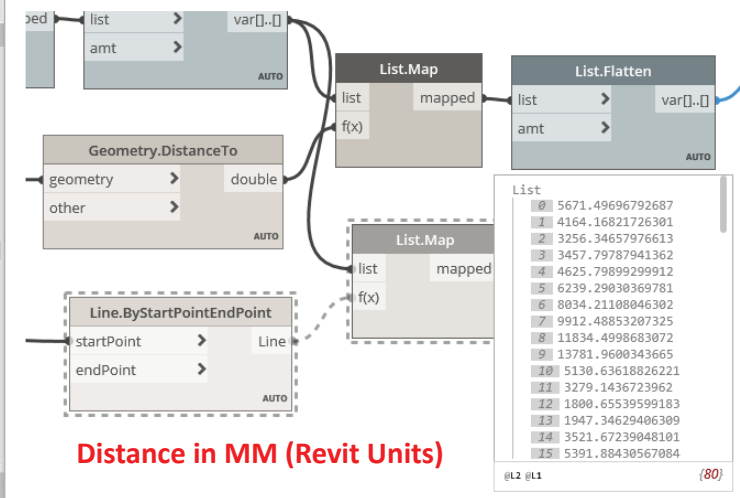 ped
list
var[]..[]
amt
AUTO
List.Map
list
mapped
f(x)
List.Flatten
list
var[]..[]
amt
AUTO
Geometry.DistanceTo
geometry
double
other
AUTO
List.Map
list
mapped
f(x)
Line.ByStartPointEndPoint
startPoint
Line
endPoint
AUTO
Distance in MM (Revit Units)
List
0 5671.49696792687
1 4164.16821726301
2 3256.34657976613
3 3457.79787941362
4 4625.79899299912
5 6239.29030369781
6 8034.21108046302
7 9912.48853207325
8 11834.4998683072
9 13781.9600343665
10 5130.63618826221
11 3279.1436723962
12 1800.65539599183
13 1947.34629406309
14 3521.67239048101
15 5391.88430567084
@L2 @L1
{80}